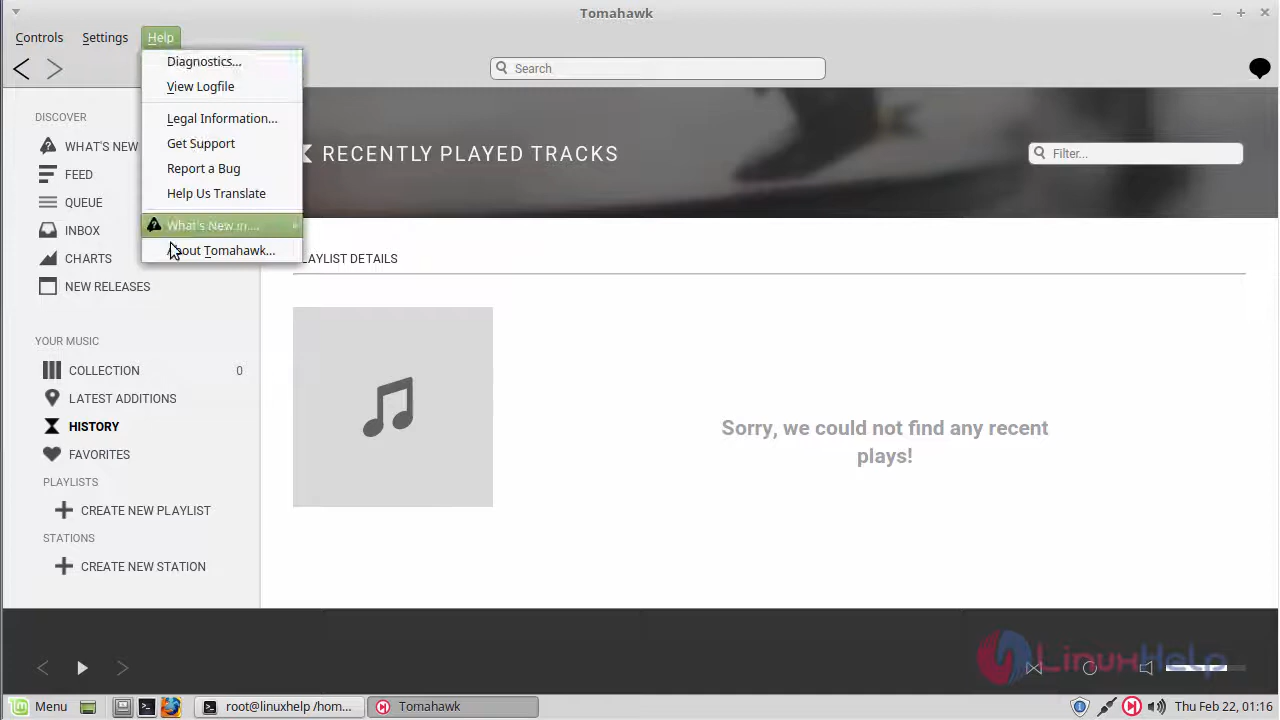 Tomahawk
Controls Settings Help
Search
Diagnostics...
View Logfile
Legal Information...
Get Support
Report a Bug
Help Us Translate
What's New in ...
About Tomahawk...
RECENTLY PLAYED TRACKS
Filter...
DISCOVER
WHAT'S NEW
FEED
QUEUE
INBOX
CHARTS
NEW RELEASES
YOUR MUSIC
COLLECTION 0
LATEST ADDITIONS
HISTORY
FAVORITES
PLAYLISTS
CREATE NEW PLAYLIST
STATIONS
CREATE NEW STATION
LAYLIST DETAILS
Sorry, we could not find any recent
plays!
LinuxHelp
Menu root@linuxhelp /hom... Tomahawk Thu Feb 22, 01:16